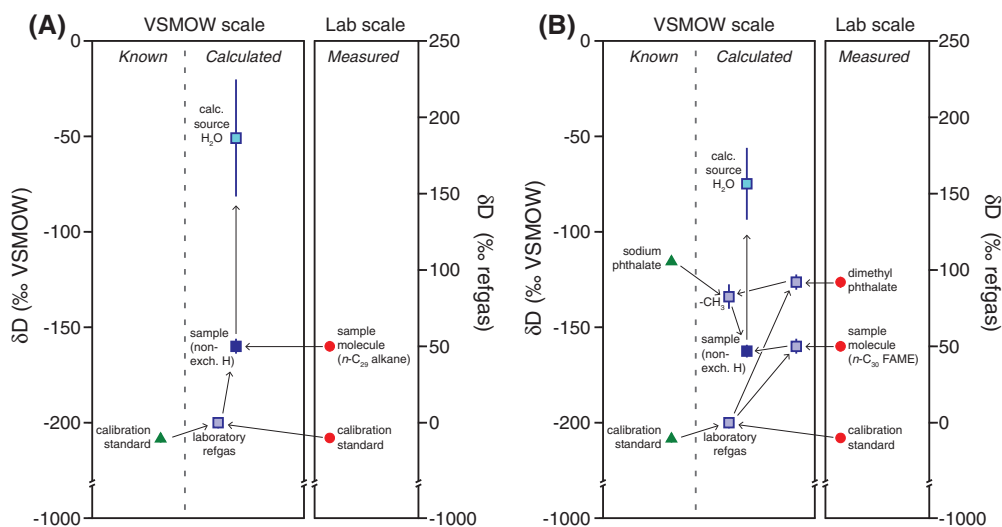 (A)
VSMOW scale
Lab scale
Known
Calculated
Measured
0
-50
-100
-150
-200
-1000
δD (‰ VSMOW)
calc.
source
H₂O
sample
(non-
exch. H)
calibration
standard
laboratory
refgas
sample
molecule
(n-C₂₉ alkane)
calibration
standard
250
200
150
100
50
0
-1000
δD (‰ refgas)
(B)
VSMOW scale
Lab scale
Known
Calculated
Measured
0
-50
-100
-150
-200
-1000
δD (‰ VSMOW)
calc.
source
H₂O
sodium
phthalate
-CH₃
sample
(non-
exch. H)
calibration
standard
laboratory
refgas
dimethyl
phthalate
sample
molecule
(n-C₃₀ FAME)
calibration
standard
250
200
150
100
50
0
-1000
δD (‰ refgas)